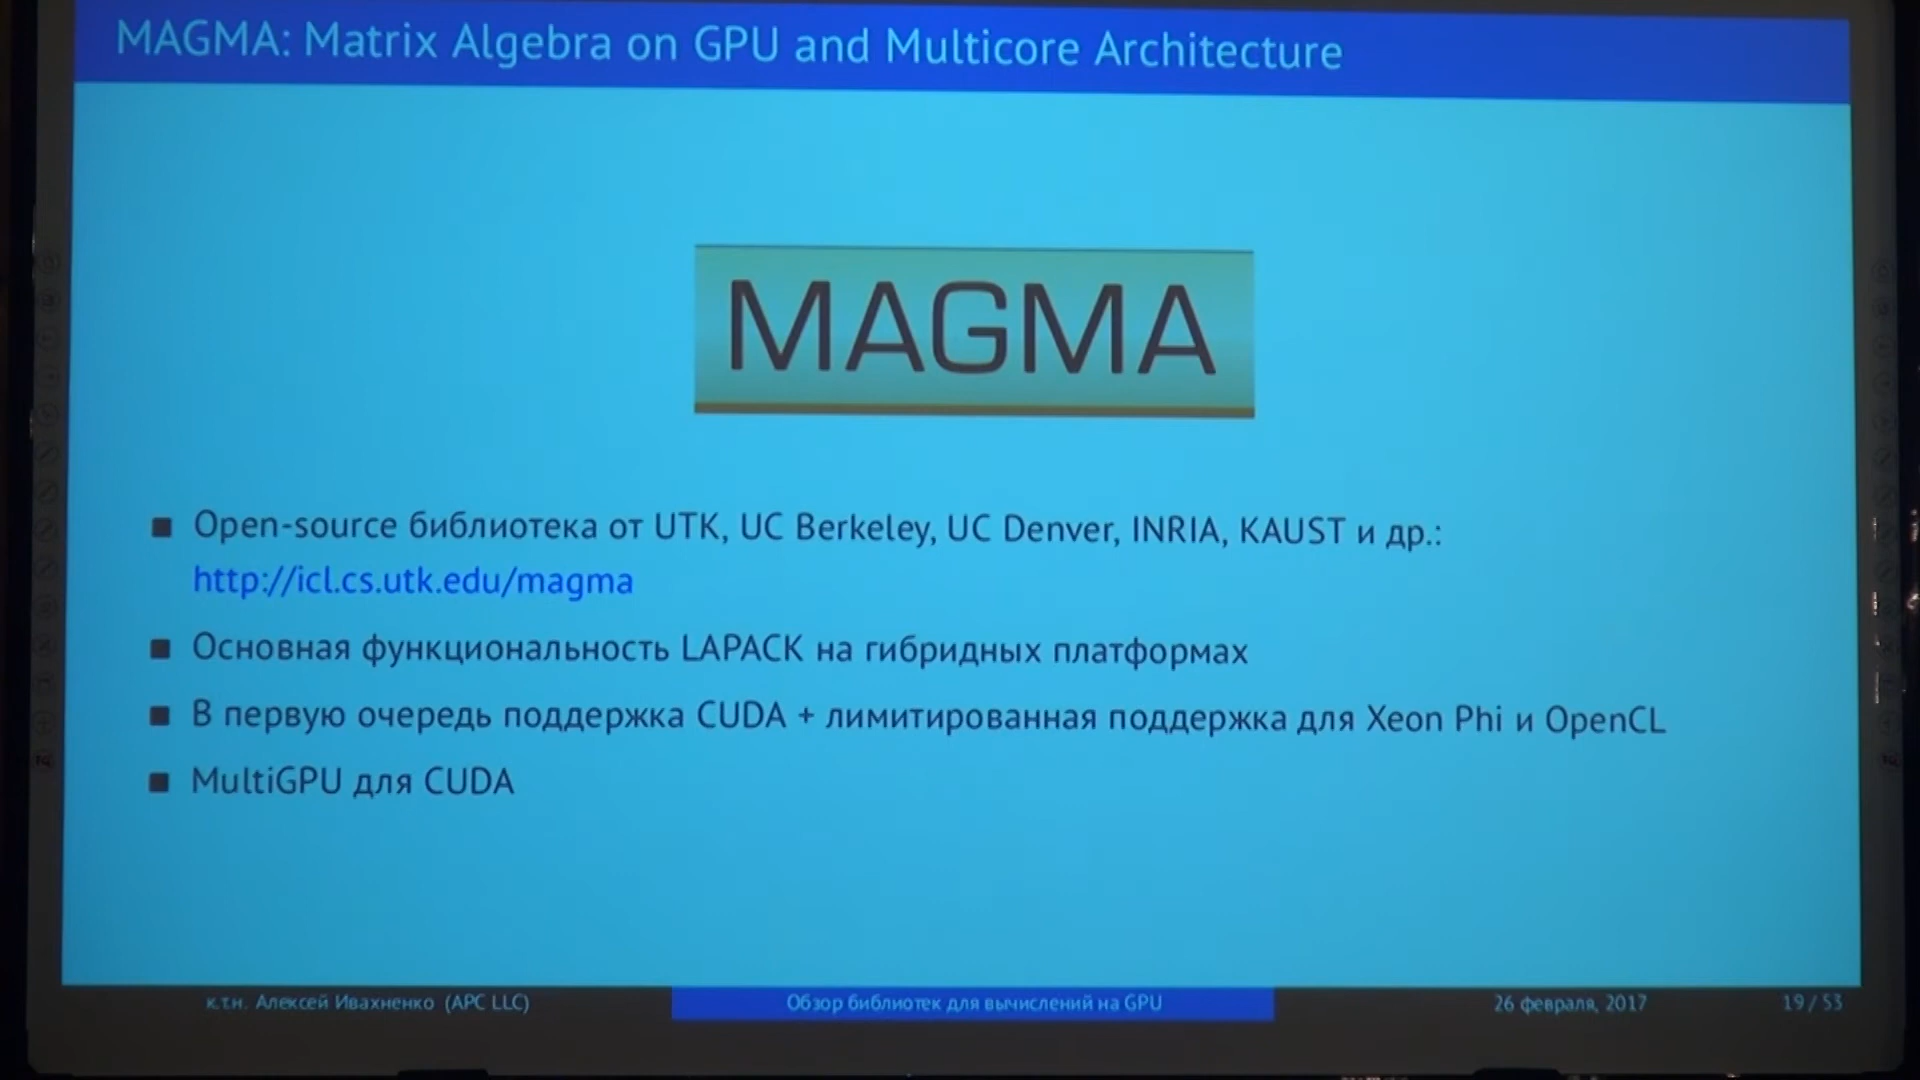 MAGMA: Matrix Algebra on GPU and Multicore Architecture
MAGMA
Open-source библиотека от UTK, UC Berkeley, UC Denver, INRIA, KAUST и др.:
http://icl.cs.utk.edu/magma
Основная функциональность LAPACK на гибридных платформах
В первую очередь поддержка CUDA + лимитированная поддержка для Xeon Phi и OpenCL
MultiGPU для CUDA
к.т.н. Алексей Ивахненко (APC LLC) Обзор библиотек для вычислений на GPU 26 февраля, 2017 19 / 53